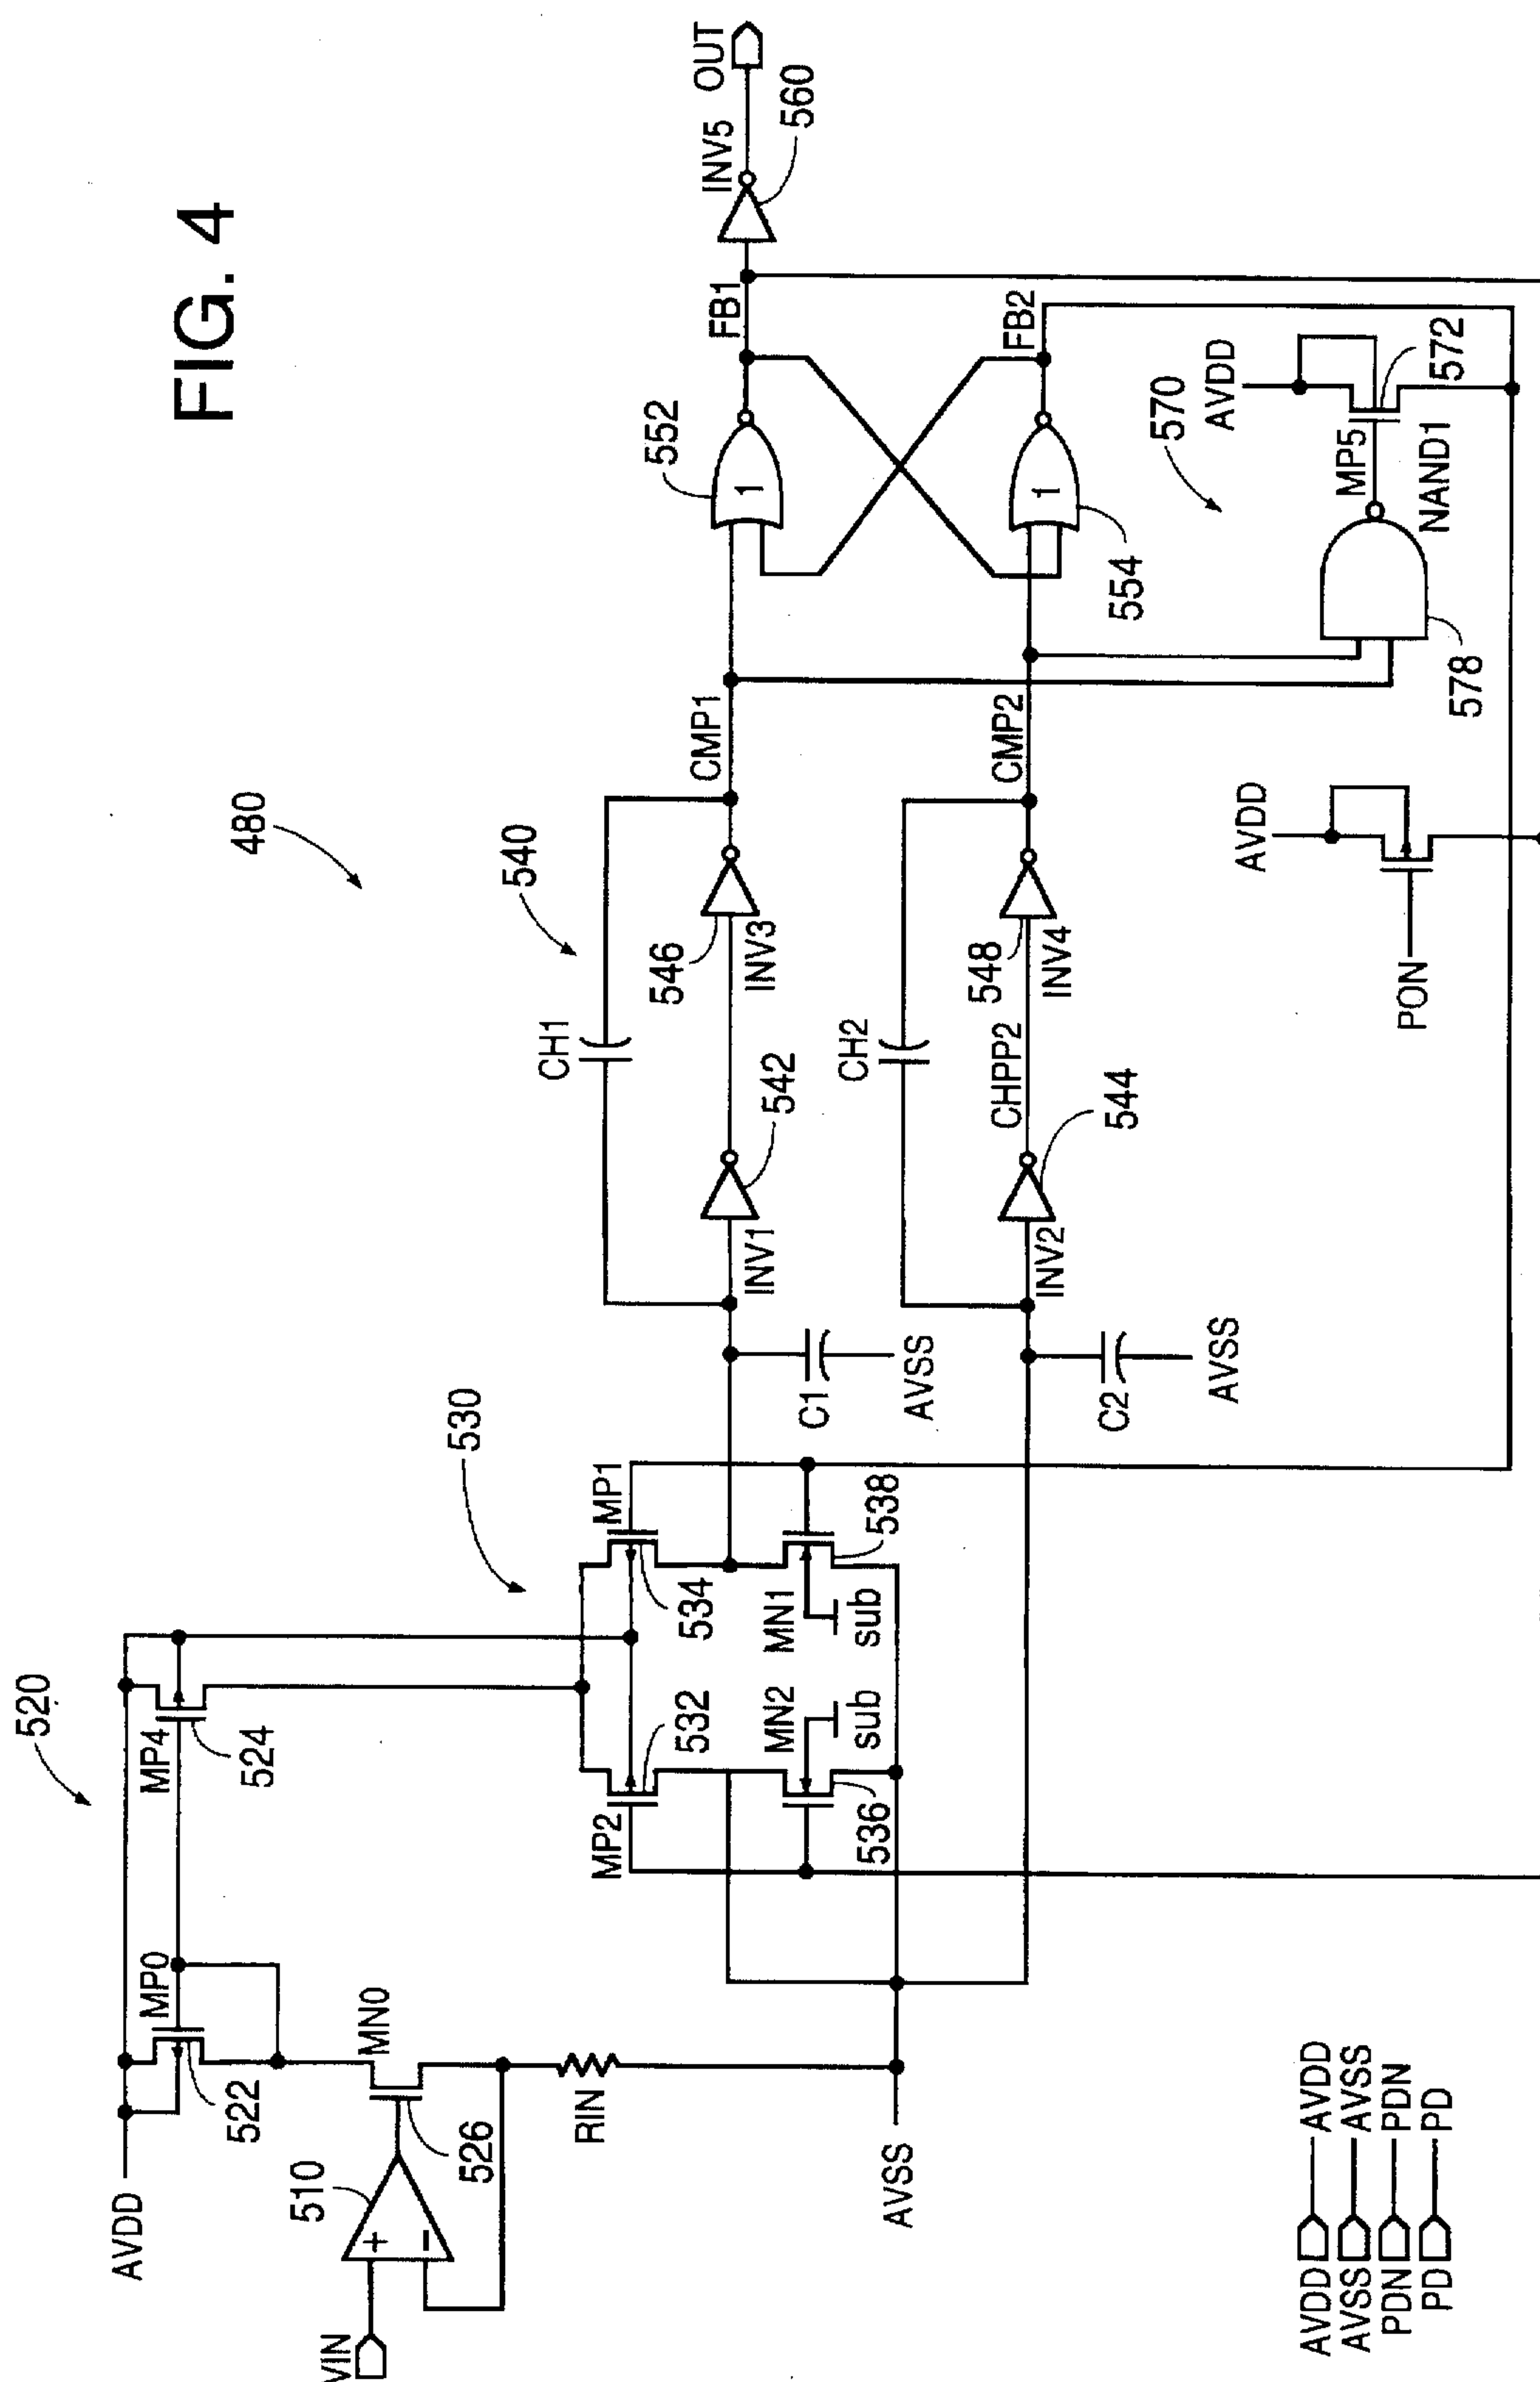 FIG. 4
480
520
AVDD
MP0
522
MP4
524
VIN
510
+
−
MN0
526
RIN
AVSS
530
MP2
532
MP1
534
MN2
sub
536
MN1
sub
538
C1
AVSS
C2
AVSS
540
CH1
INV1
542
546
INV3
CMP1
CH2
INV2
544
CHPP2
548
INV4
CMP2
552
1
FB1
554
1
FB2
INV5
560
OUT
570
AVDD
MP5
572
NAND1
578
AVDD
PON
AVDD AVDD
AVSS AVSS
PDN PDN
PD PD